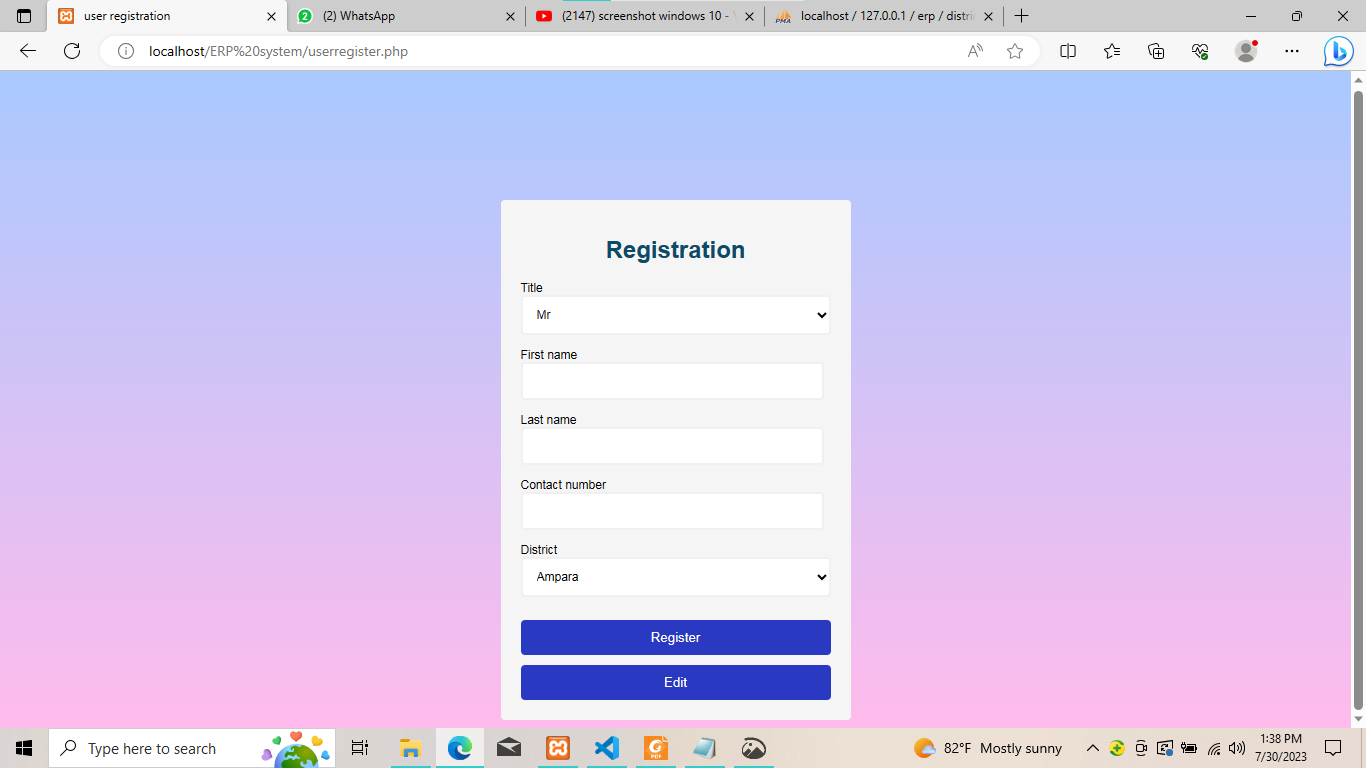 user registration
(2) WhatsApp
(2147) screenshot windows 10 -
localhost / 127.0.0.1 / erp / distri
localhost/ERP%20system/userregister.php
Registration
Title
Mr
First name
Last name
Contact number
District
Ampara
Register
Edit
Type here to search
82°F Mostly sunny
1:38 PM
7/30/2023